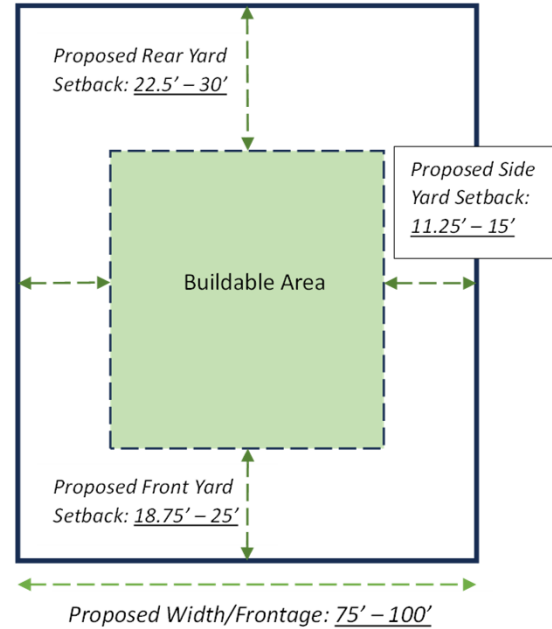 Proposed Rear Yard
Setback: 22.5’ – 30’
Proposed Side
Yard Setback:
11.25’ – 15’
Buildable Area
Proposed Front Yard
Setback: 18.75’ – 25’
Proposed Width/Frontage: 75’ – 100’